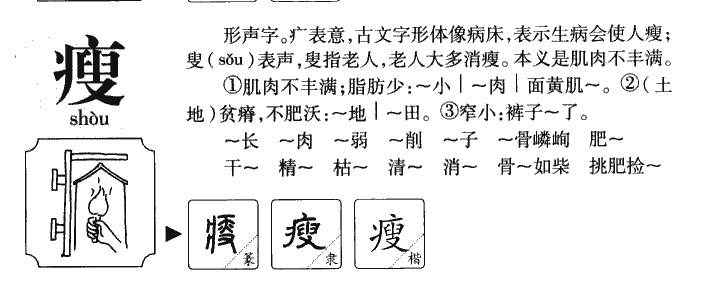 形声字。疒表意,古文字形体像病床,表示生病会使人瘦;
叟(sǒu)表声,叟指老人,老人大多消瘦。本义是肌肉不丰满。
①肌肉不丰满;脂肪少:~小|~肉|面黄肌~。②(土
地)贫瘠,不肥沃:~地|~田。③窄小:裤子~了。
~长 ~肉 ~弱 ~削 ~子 ~骨嶙峋 肥~
干~ 精~ 枯~ 清~ 消~ 骨~如柴 挑肥捡~
瘦
shòu
瘦 篆
瘦 隶
瘦 楷